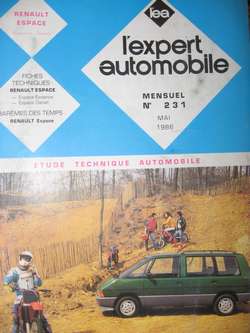 RENAULT
ESPACE
lea
l'expert
automobile
FICHES
TECHNIQUES:
RENAULT ESPACE
— Espace Essence
— Espace Diesel
BARÈMES DES TEMPS
RENAULT Espace
MENSUEL
N° 231
MAI
1986
ETUDE TECHNIQUE AUTOMOBILE